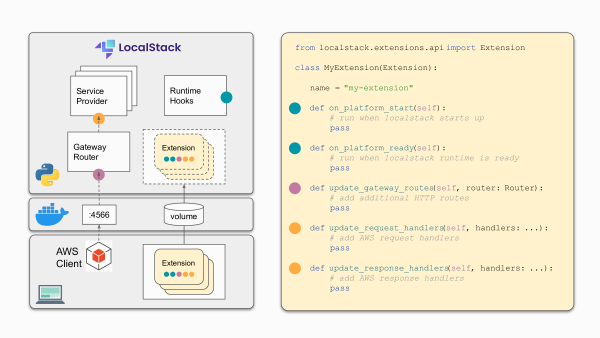 LocalStack
Service
Provider
Runtime
Hooks
Gateway
Router
Extension
:4566
volume
AWS
Client
Extension
from localstack.extensions.api import Extension
class MyExtension(Extension):
name = "my-extension"
def on_platform_start(self):
# run when localstack starts up
pass
def on_platform_ready(self):
# run when localstack runtime is ready
pass
def update_gateway_routes(self, router: Router):
# add additional HTTP routes
pass
def update_request_handlers(self, handlers: ...):
# add AWS request handlers
pass
def update_response_handlers(self, handlers: ...):
# add AWS response handlers
pass